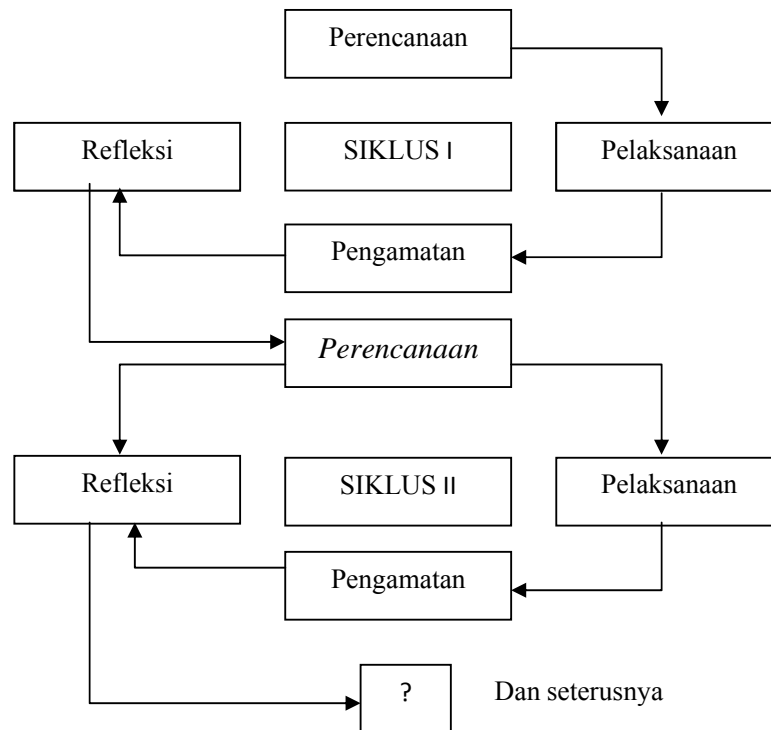 Perencanaan
Refleksi
SIKLUS I
Pelaksanaan
Pengamatan
Perencanaan
Refleksi
SIKLUS II
Pelaksanaan
Pengamatan
?
Dan seterusnya